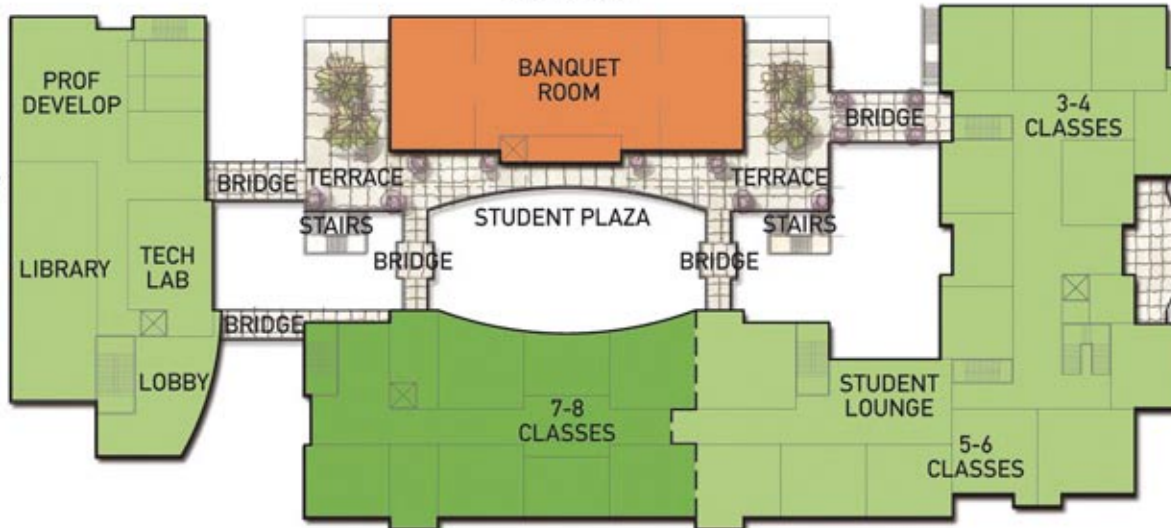 PROF
DEVELOP
BANQUET
ROOM
3-4
CLASSES
BRIDGE
BRIDGE
TERRACE
TERRACE
STAIRS
STUDENT PLAZA
STAIRS
LIBRARY
TECH
LAB
BRIDGE
BRIDGE
BRIDGE
LOBBY
7-8
CLASSES
STUDENT
LOUNGE
5-6
CLASSES